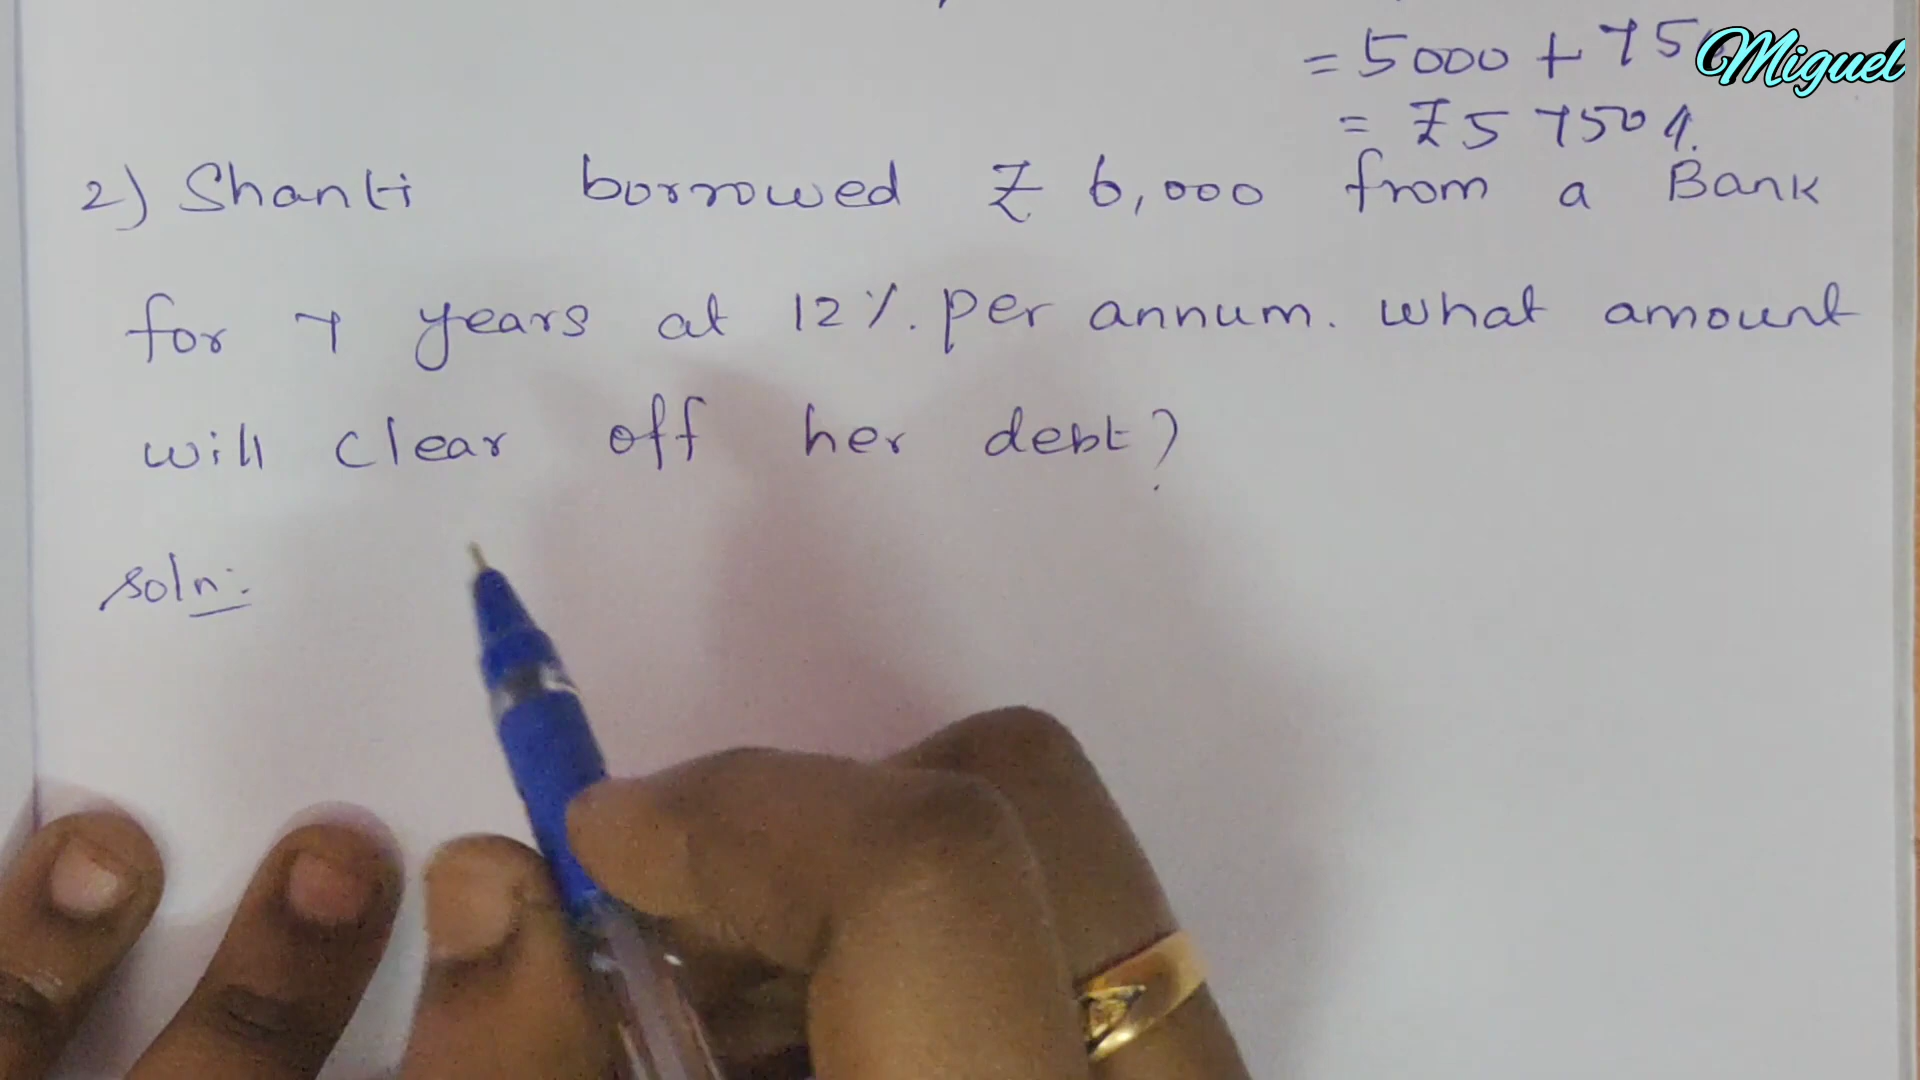 = 5000 + 750
Miguel
= ₹5750/.
2) Shanti borrowed ₹ 6,000 from a Bank
for 7 years at 12%. per annum. what amount
will clear off her debt?
soln: